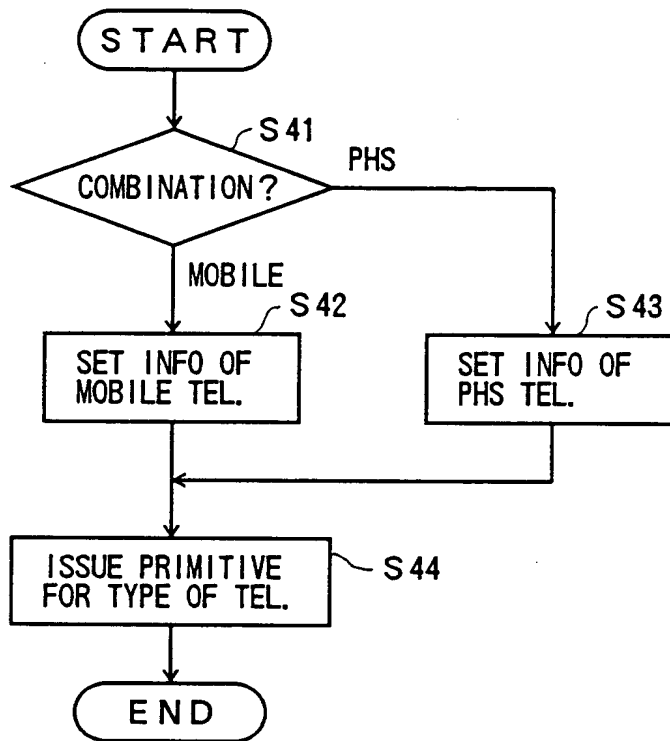 START
S41
COMBINATION?
PHS
MOBILE
S42
SET INFO OF
MOBILE TEL.
S43
SET INFO OF
PHS TEL.
ISSUE PRIMITIVE
FOR TYPE OF TEL.
S44
END